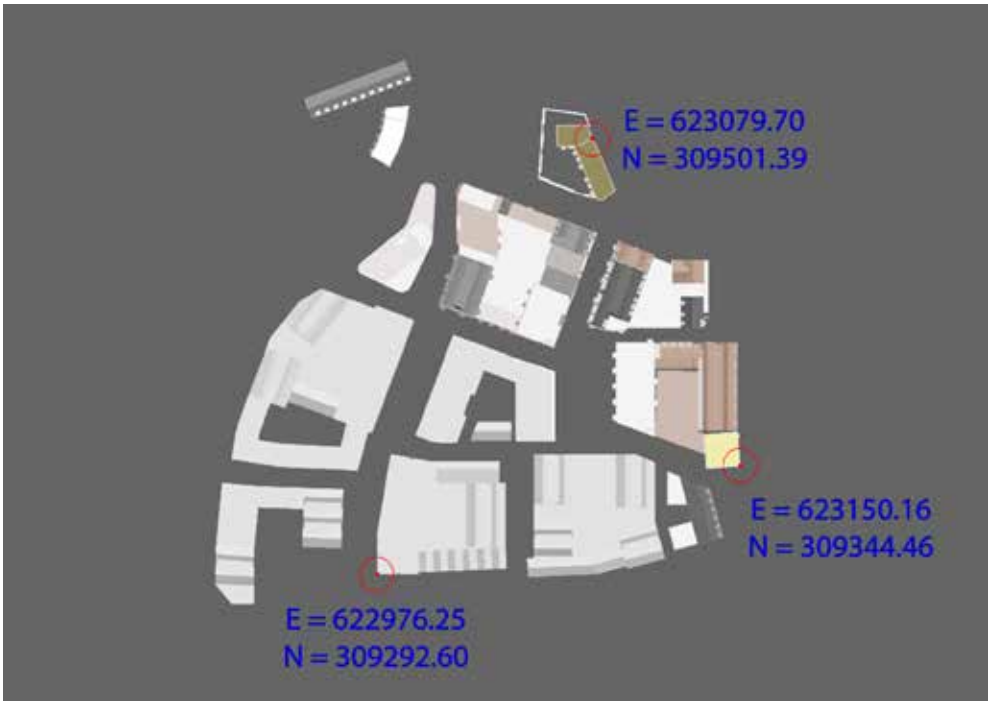 E = 623079.70
N = 309501.39
E = 623150.16
N = 309344.46
E = 622976.25
N = 309292.60